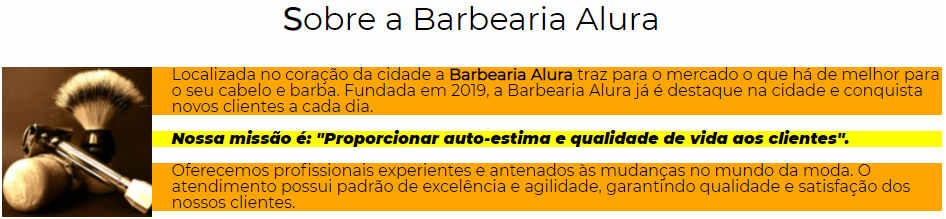 Sobre a Barbearia Alura
Localizada no coração da cidade a Barbearia Alura traz para o mercado o que há de melhor para
o seu cabelo e barba. Fundada em 2019, a Barbearia Alura já é destaque na cidade e conquista
novos clientes a cada dia.
Nossa missão é: "Proporcionar auto-estima e qualidade de vida aos clientes".
Oferecemos profissionais experientes e antenados às mudanças no mundo da moda. O
atendimento possui padrão de excelência e agilidade, garantindo qualidade e satisfação dos
nossos clientes.